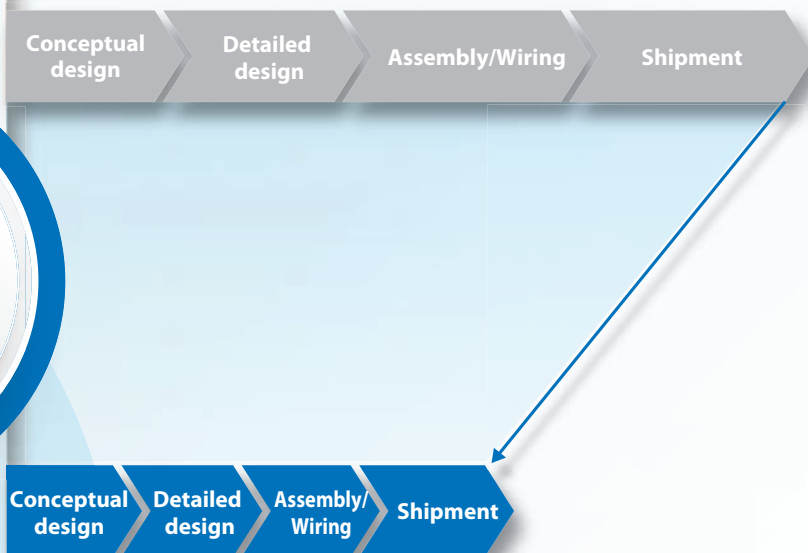 Conceptual
design
Detailed
design
Assembly/Wiring
Shipment
Conceptual
design
Detailed
design
Assembly/
Wiring
Shipment